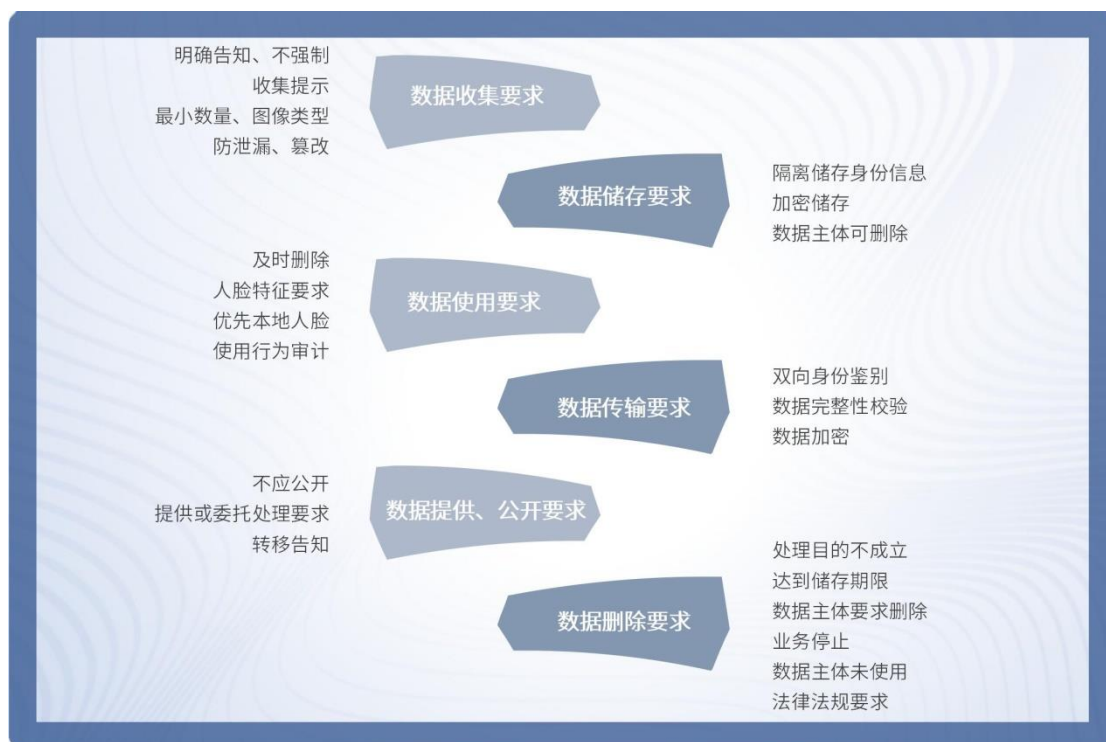 明确告知、不强制
收集提示
最小数量、图像类型
防泄漏、篡改
数据收集要求
数据储存要求
隔离储存身份信息
加密储存
数据主体可删除
及时删除
人脸特征要求
优先本地人脸
使用行为审计
数据使用要求
数据传输要求
双向身份鉴别
数据完整性校验
数据加密
不应公开
提供或委托处理要求
转移告知
数据提供、公开要求
数据删除要求
处理目的不成立
达到储存期限
数据主体要求删除
业务停止
数据主体未使用
法律法规要求